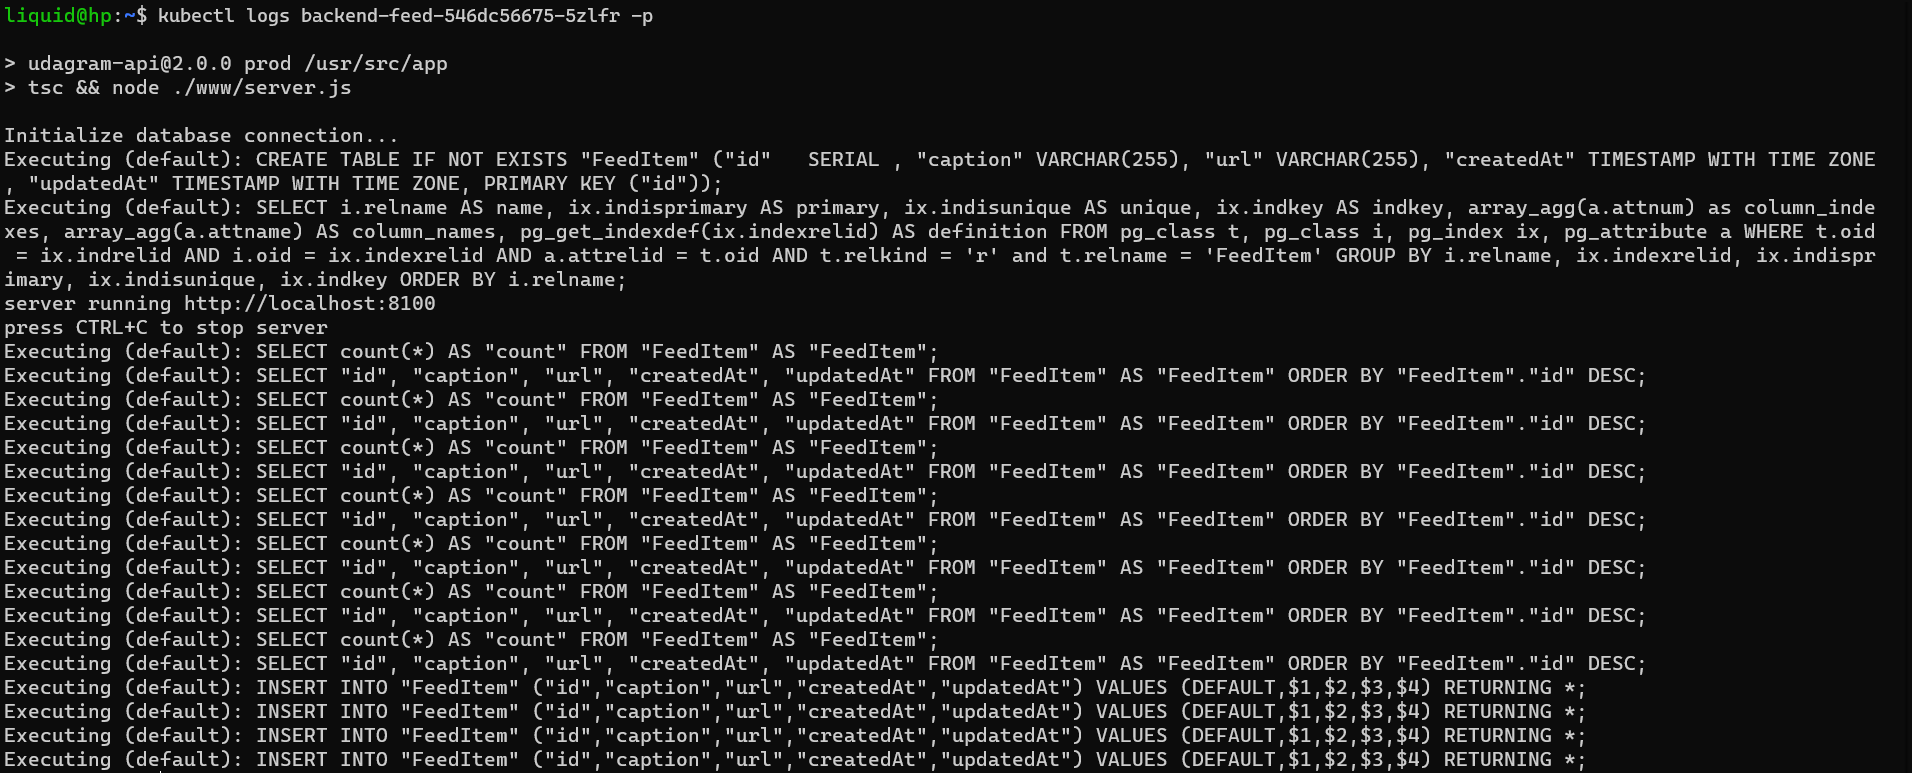 liquid@hp:~$ kubectl logs backend-feed-546dc56675-5zlfr -p
> udagram-api@2.0.0 prod /usr/src/app
> tsc && node ./www/server.js
Initialize database connection...
Executing (default): CREATE TABLE IF NOT EXISTS "FeedItem" ("id"   SERIAL , "caption" VARCHAR(255), "url" VARCHAR(255), "createdAt" TIMESTAMP WITH TIME ZONE
, "updatedAt" TIMESTAMP WITH TIME ZONE, PRIMARY KEY ("id"));
Executing (default): SELECT i.relname AS name, ix.indisprimary AS primary, ix.indisunique AS unique, ix.indkey AS indkey, array_agg(a.attnum) as column_inde
xes, array_agg(a.attname) AS column_names, pg_get_indexdef(ix.indexrelid) AS definition FROM pg_class t, pg_class i, pg_index ix, pg_attribute a WHERE t.oid
 = ix.indrelid AND i.oid = ix.indexrelid AND a.attrelid = t.oid AND t.relkind = 'r' and t.relname = 'FeedItem' GROUP BY i.relname, ix.indexrelid, ix.indispr
imary, ix.indisunique, ix.indkey ORDER BY i.relname;
server running http://localhost:8100
press CTRL+C to stop server
Executing (default): SELECT count(*) AS "count" FROM "FeedItem" AS "FeedItem";
Executing (default): SELECT "id", "caption", "url", "createdAt", "updatedAt" FROM "FeedItem" AS "FeedItem" ORDER BY "FeedItem"."id" DESC;
Executing (default): SELECT count(*) AS "count" FROM "FeedItem" AS "FeedItem";
Executing (default): SELECT "id", "caption", "url", "createdAt", "updatedAt" FROM "FeedItem" AS "FeedItem" ORDER BY "FeedItem"."id" DESC;
Executing (default): SELECT count(*) AS "count" FROM "FeedItem" AS "FeedItem";
Executing (default): SELECT "id", "caption", "url", "createdAt", "updatedAt" FROM "FeedItem" AS "FeedItem" ORDER BY "FeedItem"."id" DESC;
Executing (default): SELECT count(*) AS "count" FROM "FeedItem" AS "FeedItem";
Executing (default): SELECT "id", "caption", "url", "createdAt", "updatedAt" FROM "FeedItem" AS "FeedItem" ORDER BY "FeedItem"."id" DESC;
Executing (default): SELECT count(*) AS "count" FROM "FeedItem" AS "FeedItem";
Executing (default): SELECT "id", "caption", "url", "createdAt", "updatedAt" FROM "FeedItem" AS "FeedItem" ORDER BY "FeedItem"."id" DESC;
Executing (default): SELECT count(*) AS "count" FROM "FeedItem" AS "FeedItem";
Executing (default): SELECT "id", "caption", "url", "createdAt", "updatedAt" FROM "FeedItem" AS "FeedItem" ORDER BY "FeedItem"."id" DESC;
Executing (default): SELECT count(*) AS "count" FROM "FeedItem" AS "FeedItem";
Executing (default): SELECT "id", "caption", "url", "createdAt", "updatedAt" FROM "FeedItem" AS "FeedItem" ORDER BY "FeedItem"."id" DESC;
Executing (default): INSERT INTO "FeedItem" ("id","caption","url","createdAt","updatedAt") VALUES (DEFAULT,$1,$2,$3,$4) RETURNING *;
Executing (default): INSERT INTO "FeedItem" ("id","caption","url","createdAt","updatedAt") VALUES (DEFAULT,$1,$2,$3,$4) RETURNING *;
Executing (default): INSERT INTO "FeedItem" ("id","caption","url","createdAt","updatedAt") VALUES (DEFAULT,$1,$2,$3,$4) RETURNING *;
Executing (default): INSERT INTO "FeedItem" ("id","caption","url","createdAt","updatedAt") VALUES (DEFAULT,$1,$2,$3,$4) RETURNING *;